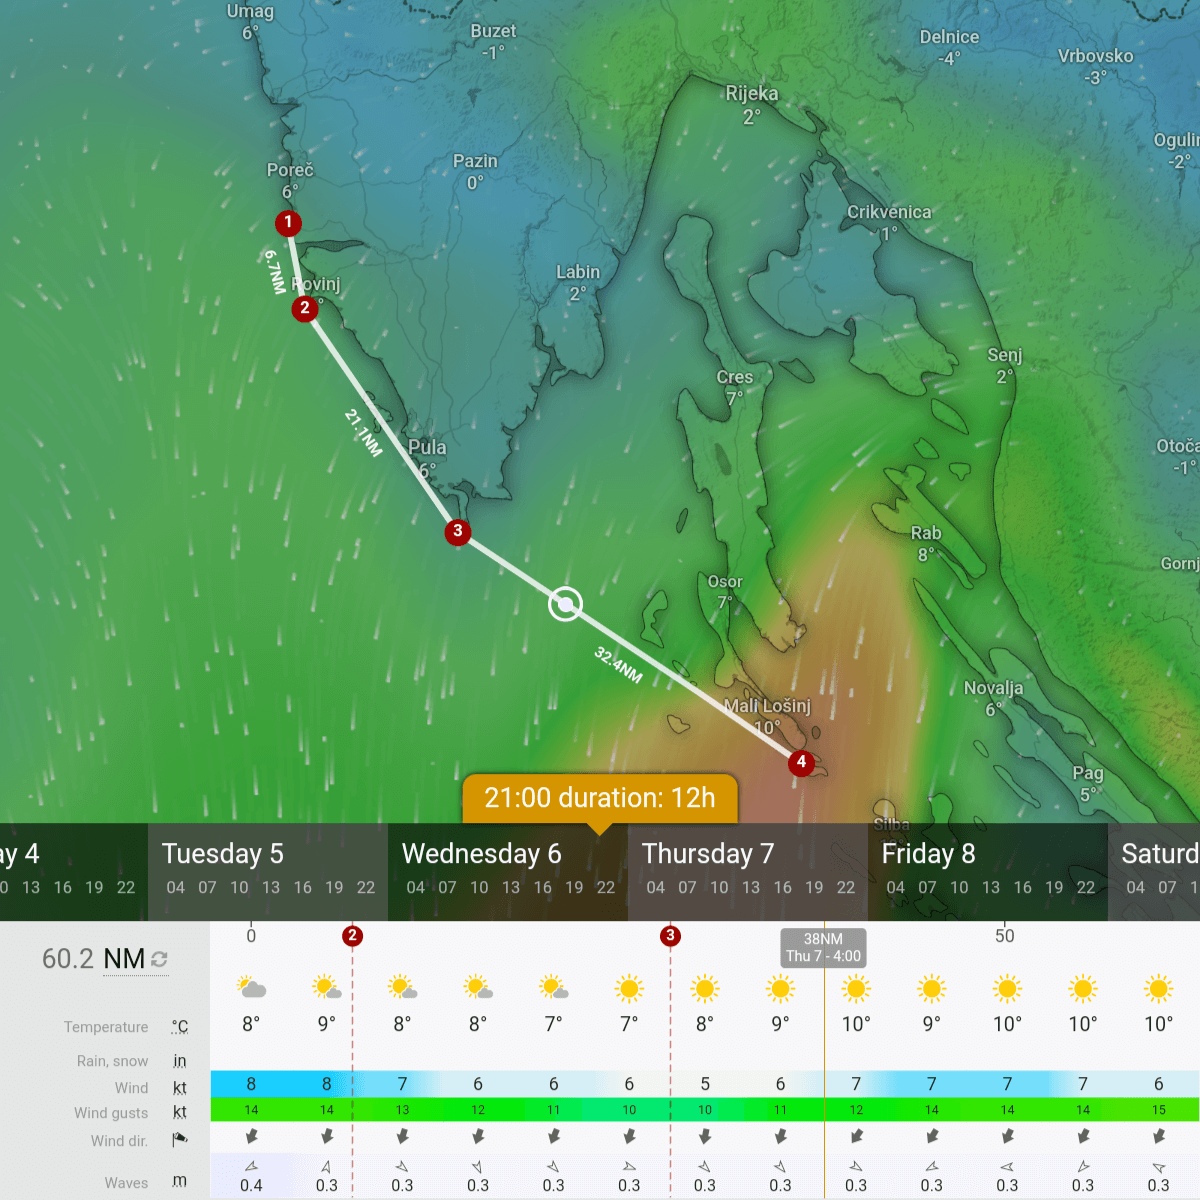 Umag
6°
Buzet
-1°
Delnice
-4°
Vrbovsko
-3°
Rijeka
2°
Ogulin
-2°
Poreč
6°
Pazin
0°
1
Crikvenica
1°
6.7NM
Rovinj
°
2
Labin
2°
Senj
2°
Cres
7°
21.1NM
Pula
6°
Otoča
-1°
3
Rab
8°
Gornj
Osor
7°
32.4NM
Novalja
6°
Mali Lošinj
10°
4
Pag
5°
Silba
21:00 duration: 12h
ay 4 Tuesday 5 Wednesday 6 Thursday 7 Friday 8 Saturd
0 13 16 19 22 04 07 10 13 16 19 22 04 07 10 13 16 19 22 04 07 10 13 16 19 22 04 07 10 13 16 19 22 04 07 1
0 2 3 38NM 50
Thu 7 - 4:00
60.2 NM
Temperature °C 8° 9° 8° 8° 7° 7° 8° 9° 10° 9° 10° 10° 10°
Rain, snow in
Wind kt 8 8 7 6 6 6 5 6 7 7 7 7 6
Wind gusts kt 14 14 13 12 11 10 10 11 12 14 14 14 15
Wind dir.
Waves m 0.4 0.3 0.3 0.3 0.3 0.3 0.3 0.3 0.3 0.3 0.3 0.3 0.3